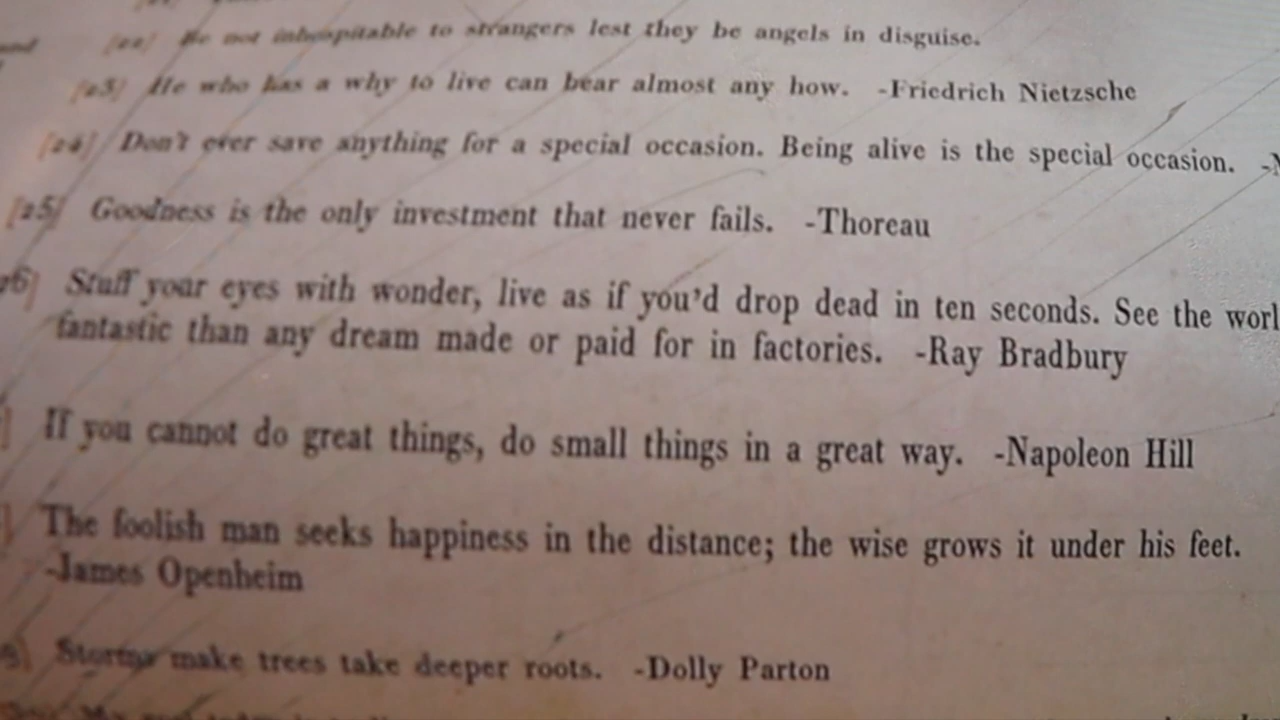 [22] Be not inhospitable to strangers lest they be angels in disguise.
[23] He who has a why to live can bear almost any how. -Friedrich Nietzsche
[24] Don't ever save anything for a special occasion. Being alive is the special occasion.
[25] Goodness is the only investment that never fails. -Thoreau
26] Stuff your eyes with wonder, live as if you'd drop dead in ten seconds. See the worl
fantastic than any dream made or paid for in factories. -Ray Bradbury
] If you cannot do great things, do small things in a great way. -Napoleon Hill
] The foolish man seeks happiness in the distance; the wise grows it under his feet.
-James Openheim
9] Storms make trees take deeper roots. -Dolly Parton